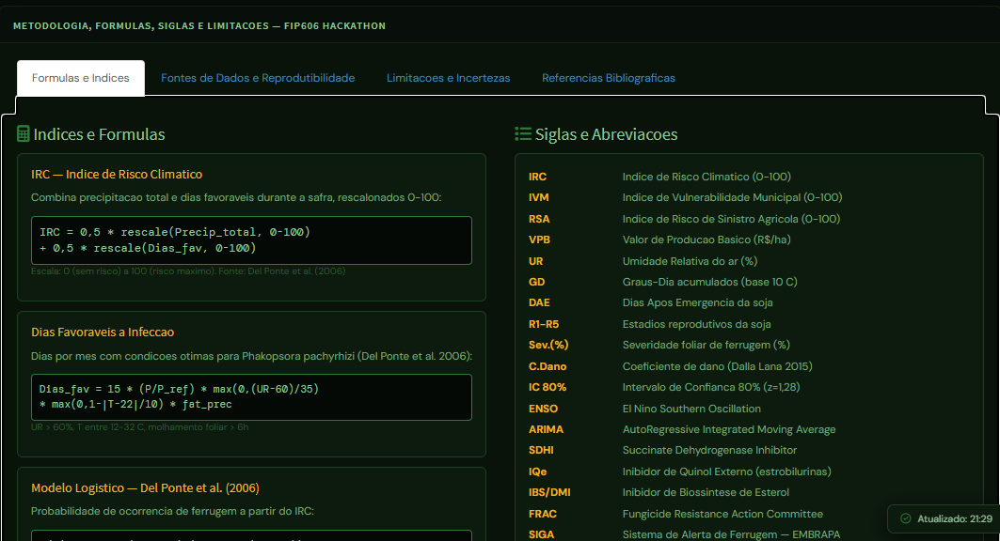 METODOLOGIA, FORMULAS, SIGLAS E LIMITACOES — FIP606 HACKATHON
Formulas e Indices
Fontes de Dados e Reprodutibilidade
Limitacoes e Incertezas
Referencias Bibliograficas
Indices e Formulas
IRC — Indice de Risco Climatico
Combina precipitacao total e dias favoraveis durante a safra, rescalonados 0-100:
IRC = 0,5 * rescale(Precip_total, 0-100)
+ 0,5 * rescale(Dias_fav, 0-100)
Escala: 0 (sem risco) a 100 (risco maximo). Fonte: Del Ponte et al. (2006)
Dias Favoraveis a Infeccao
Dias por mes com condicoes otimas para Phakopsora pachyrhizi (Del Ponte et al. 2006):
Dias_fav = 15 * (P/P_ref) * max(0,(UR-60)/35)
* max(0,1-|T-22|/10) * fat_prec
UR > 60%, T entre 12-32 C, molhamento foliar > 6h
Modelo Logistico — Del Ponte et al. (2006)
Probabilidade de ocorrencia de ferrugem a partir do IRC:
Siglas e Abreviacoes
IRC Indice de Risco Climatico (0-100)
IVM Indice de Vulnerabilidade Municipal (0-100)
RSA Indice de Risco de Sinistro Agricola (0-100)
VPB Valor de Producao Basico (R$/ha)
UR Umidade Relativa do ar (%)
GD Graus-Dia acumulados (base 10 C)
DAE Dias Apos Emergencia da soja
R1-R5 Estadios reprodutivos da soja
Sev.(%) Severidade foliar de ferrugem (%)
C.Dano Coeficiente de dano (Dalla Lana 2015)
IC 80% Intervalo de Confianca 80% (z=1,28)
ENSO El Nino Southern Oscillation
ARIMA AutoRegressive Integrated Moving Average
SDHI Succinate Dehydrogenase Inhibitor
IQe Inibidor de Quinol Externo (estrobilurinas)
IBS/DMI Inibidor de Biossintese de Esterol
FRAC Fungicide Resistance Action Committee
SIGA Sistema de Alerta de Ferrugem — EMBRAPA
Atualizado: 21:29